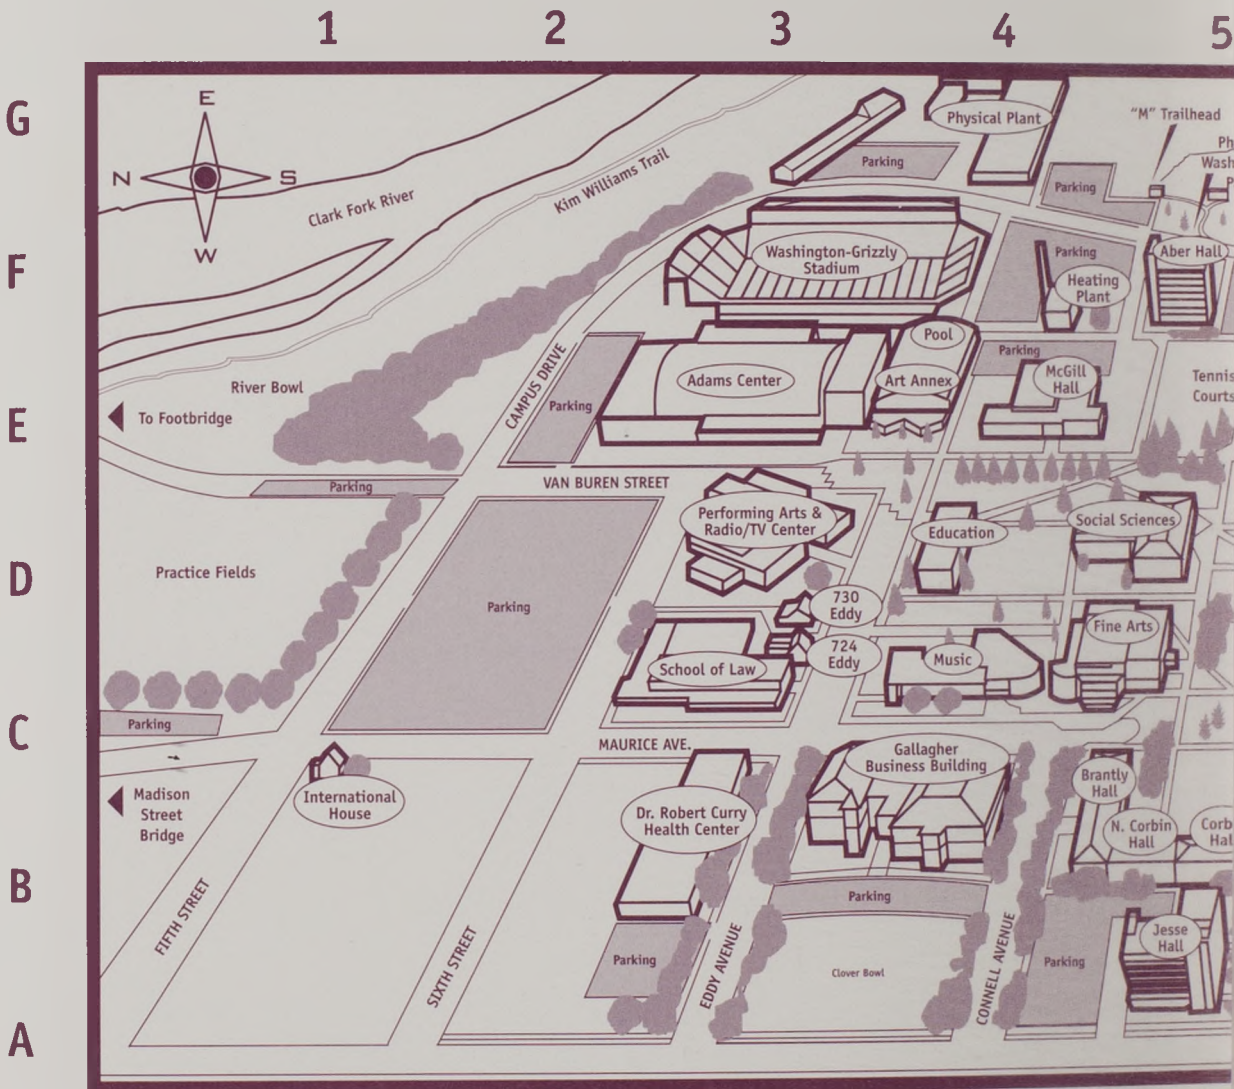 1 2 3 4 5
G
E
N S
W
Physical Plant
"M" Trailhead
Parking
Parking
Kim Williams Trail
Clark Fork River
F
Washington-Grizzly
Stadium
Parking
Aber Hall
Heating
Plant
Pool
Parking
CAMPUS DRIVE
Adams Center
Art Annex
McGill
Hall
Tennis
Courts
River Bowl
E
To Footbridge
Parking
Parking
VAN BUREN STREET
Performing Arts &
Radio/TV Center
Education
Social Sciences
D
Practice Fields
Parking
730
Eddy
Fine Arts
School of Law
724
Eddy
Music
C
Parking
MAURICE AVE.
Gallagher
Business Building
Brantly
Hall
Madison
Street
Bridge
International
House
Dr. Robert Curry
Health Center
N. Corbin
Hall
Corb
Hal
B
Parking
FIFTH STREET
SIXTH STREET
Parking
EDDY AVENUE
Clover Bowl
CONNELL AVENUE
Parking
Jesse
Hall
A